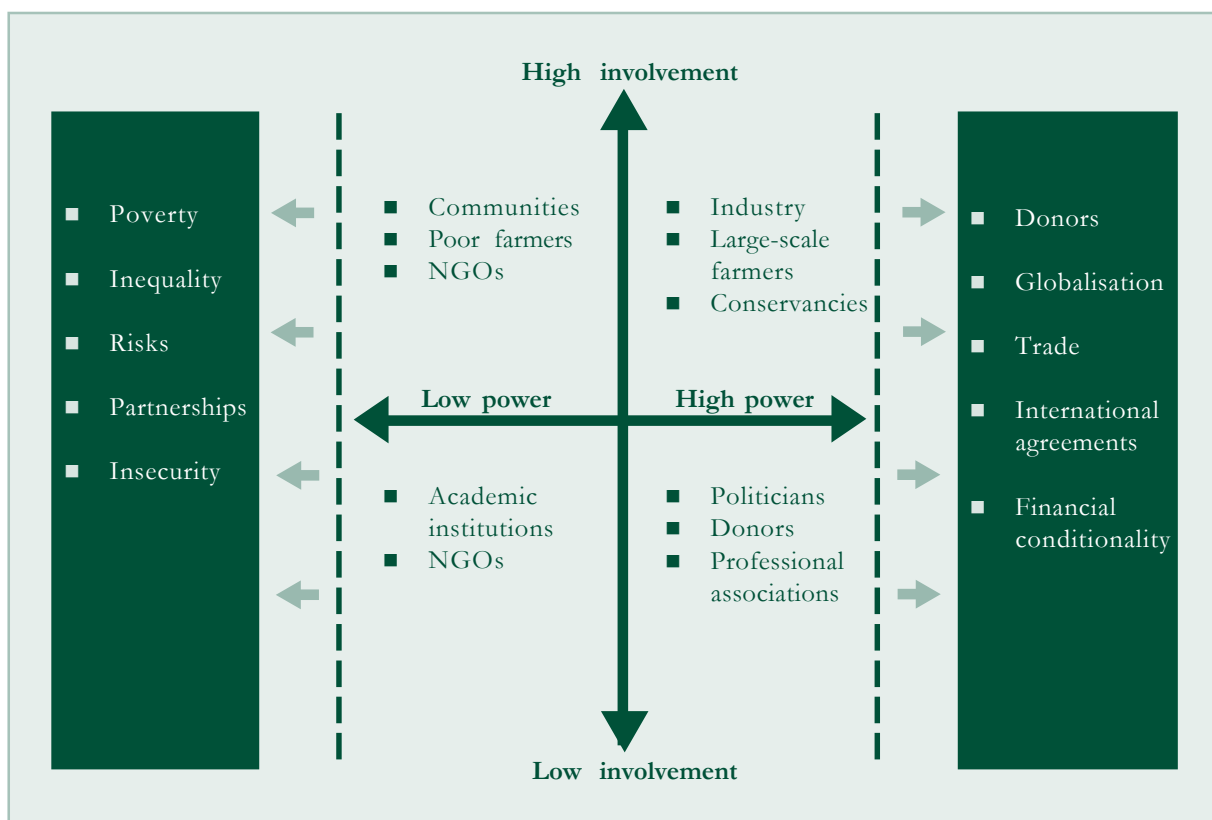 High involvement
Poverty
Inequality
Risks
Partnerships
Insecurity
Communities
Poor farmers
NGOs
Industry
Large-scale
farmers
Conservancies
Low power
High power
Academic
institutions
NGOs
Politicians
Donors
Professional
associations
Low involvement
Donors
Globalisation
Trade
International
agreements
Financial
conditionality